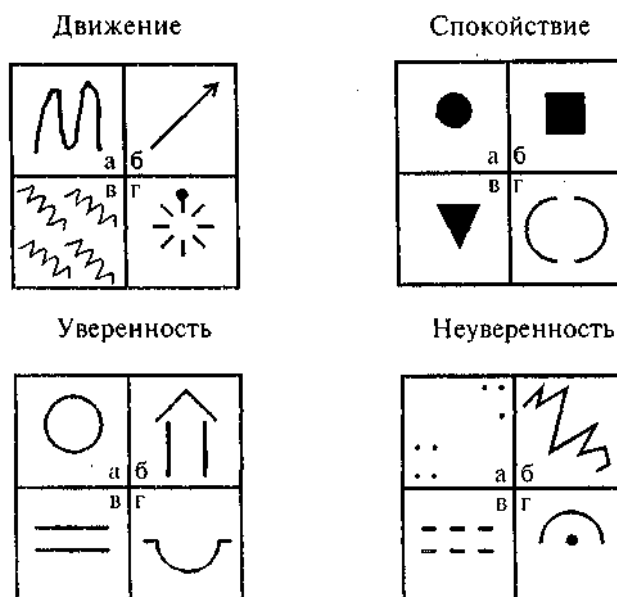 Движение
Спокойствие
а б
в г
а б
в г
Уверенность
Неуверенность
а б
в г
а б
в г